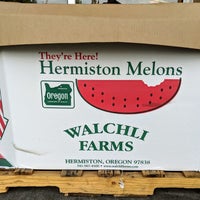 They're Here!
Hermiston Melons
Oregon
WALCHLI
FARMS
HERMISTON, OREGON 97838